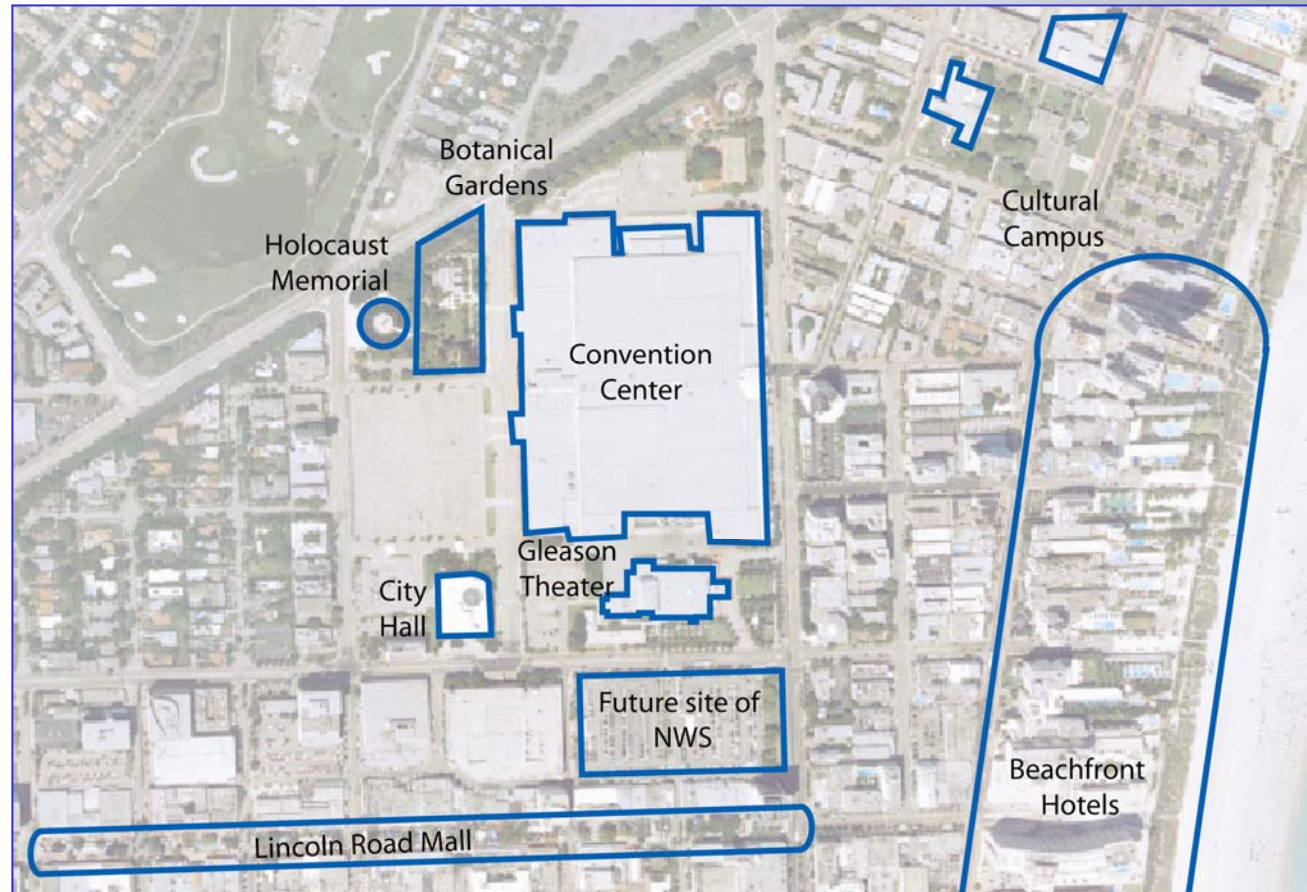 Botanical
Gardens
Holocaust
Memorial
Cultural
Campus
Convention
Center
Gleason
Theater
City
Hall
Future site of
NWS
Beachfront
Hotels
Lincoln Road Mall